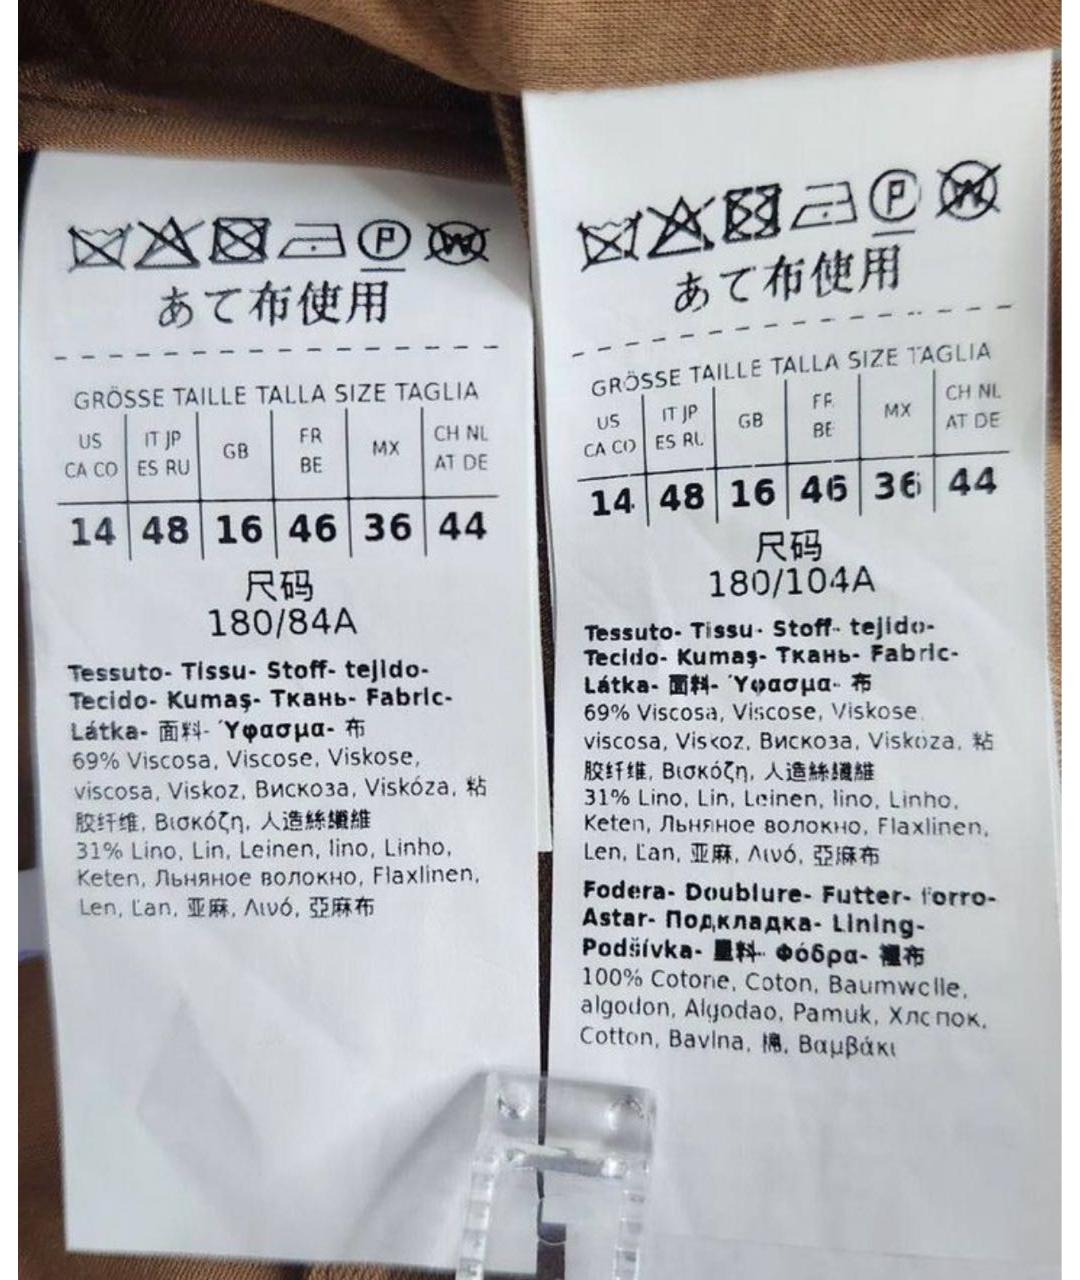 あて布使用
GRÖSSE TAILLE TALLA SIZE TAGLIA
US CA CO
IT JP ES RU
GB
FR BE
MX
CH NL AT DE
14 48 16 46 36 44
尺码
180/84A
Tessuto- Tissu- Stoff- tejido-
Tecido- Kumaş- Ткань- Fabric-
Látka- 面料- Ύφασμα- 布
69% Viscosa, Viscose, Viskose,
viscosa, Viskoz, Вискоза, Viskóza, 粘
胶纤维, Βισκόζη, 人造絲纖維
31% Lino, Lin, Leinen, lino, Linho,
Keten, Льняное волокно, Flaxlinen,
Len, Ľan, 亚麻, Λινό, 亞麻布
あて布使用
GRÖSSE TAILLE TALLA SIZE TAGLIA
US CA CO
IT JP ES RU
GB
FR BE
MX
CH NL AT DE
14 48 16 46 36 44
尺码
180/104A
Tessuto- Tissu- Stoff- tejido-
Tecido- Kumaş- Ткань- Fabric-
Látka- 面料- Ύφασμα- 布
69% Viscosa, Viscose, Viskose,
viscosa, Viskoz, Вискоза, Viskóza, 粘
胶纤维, Βισκόζη, 人造絲纖維
31% Lino, Lin, Leinen, lino, Linho,
Keten, Льняное волокно, Flaxlinen,
Len, Ľan, 亚麻, Λινό, 亞麻布
Fodera- Doublure- Futter- forro-
Astar- Подкладка- Lining-
Podšívka- 里料- Φόδρα- 裡布
100% Cotone, Coton, Baumwolle,
algodon, Algodao, Pamuk, Хлопок,
Cotton, Bavlna, 棉, Βαμβάκι